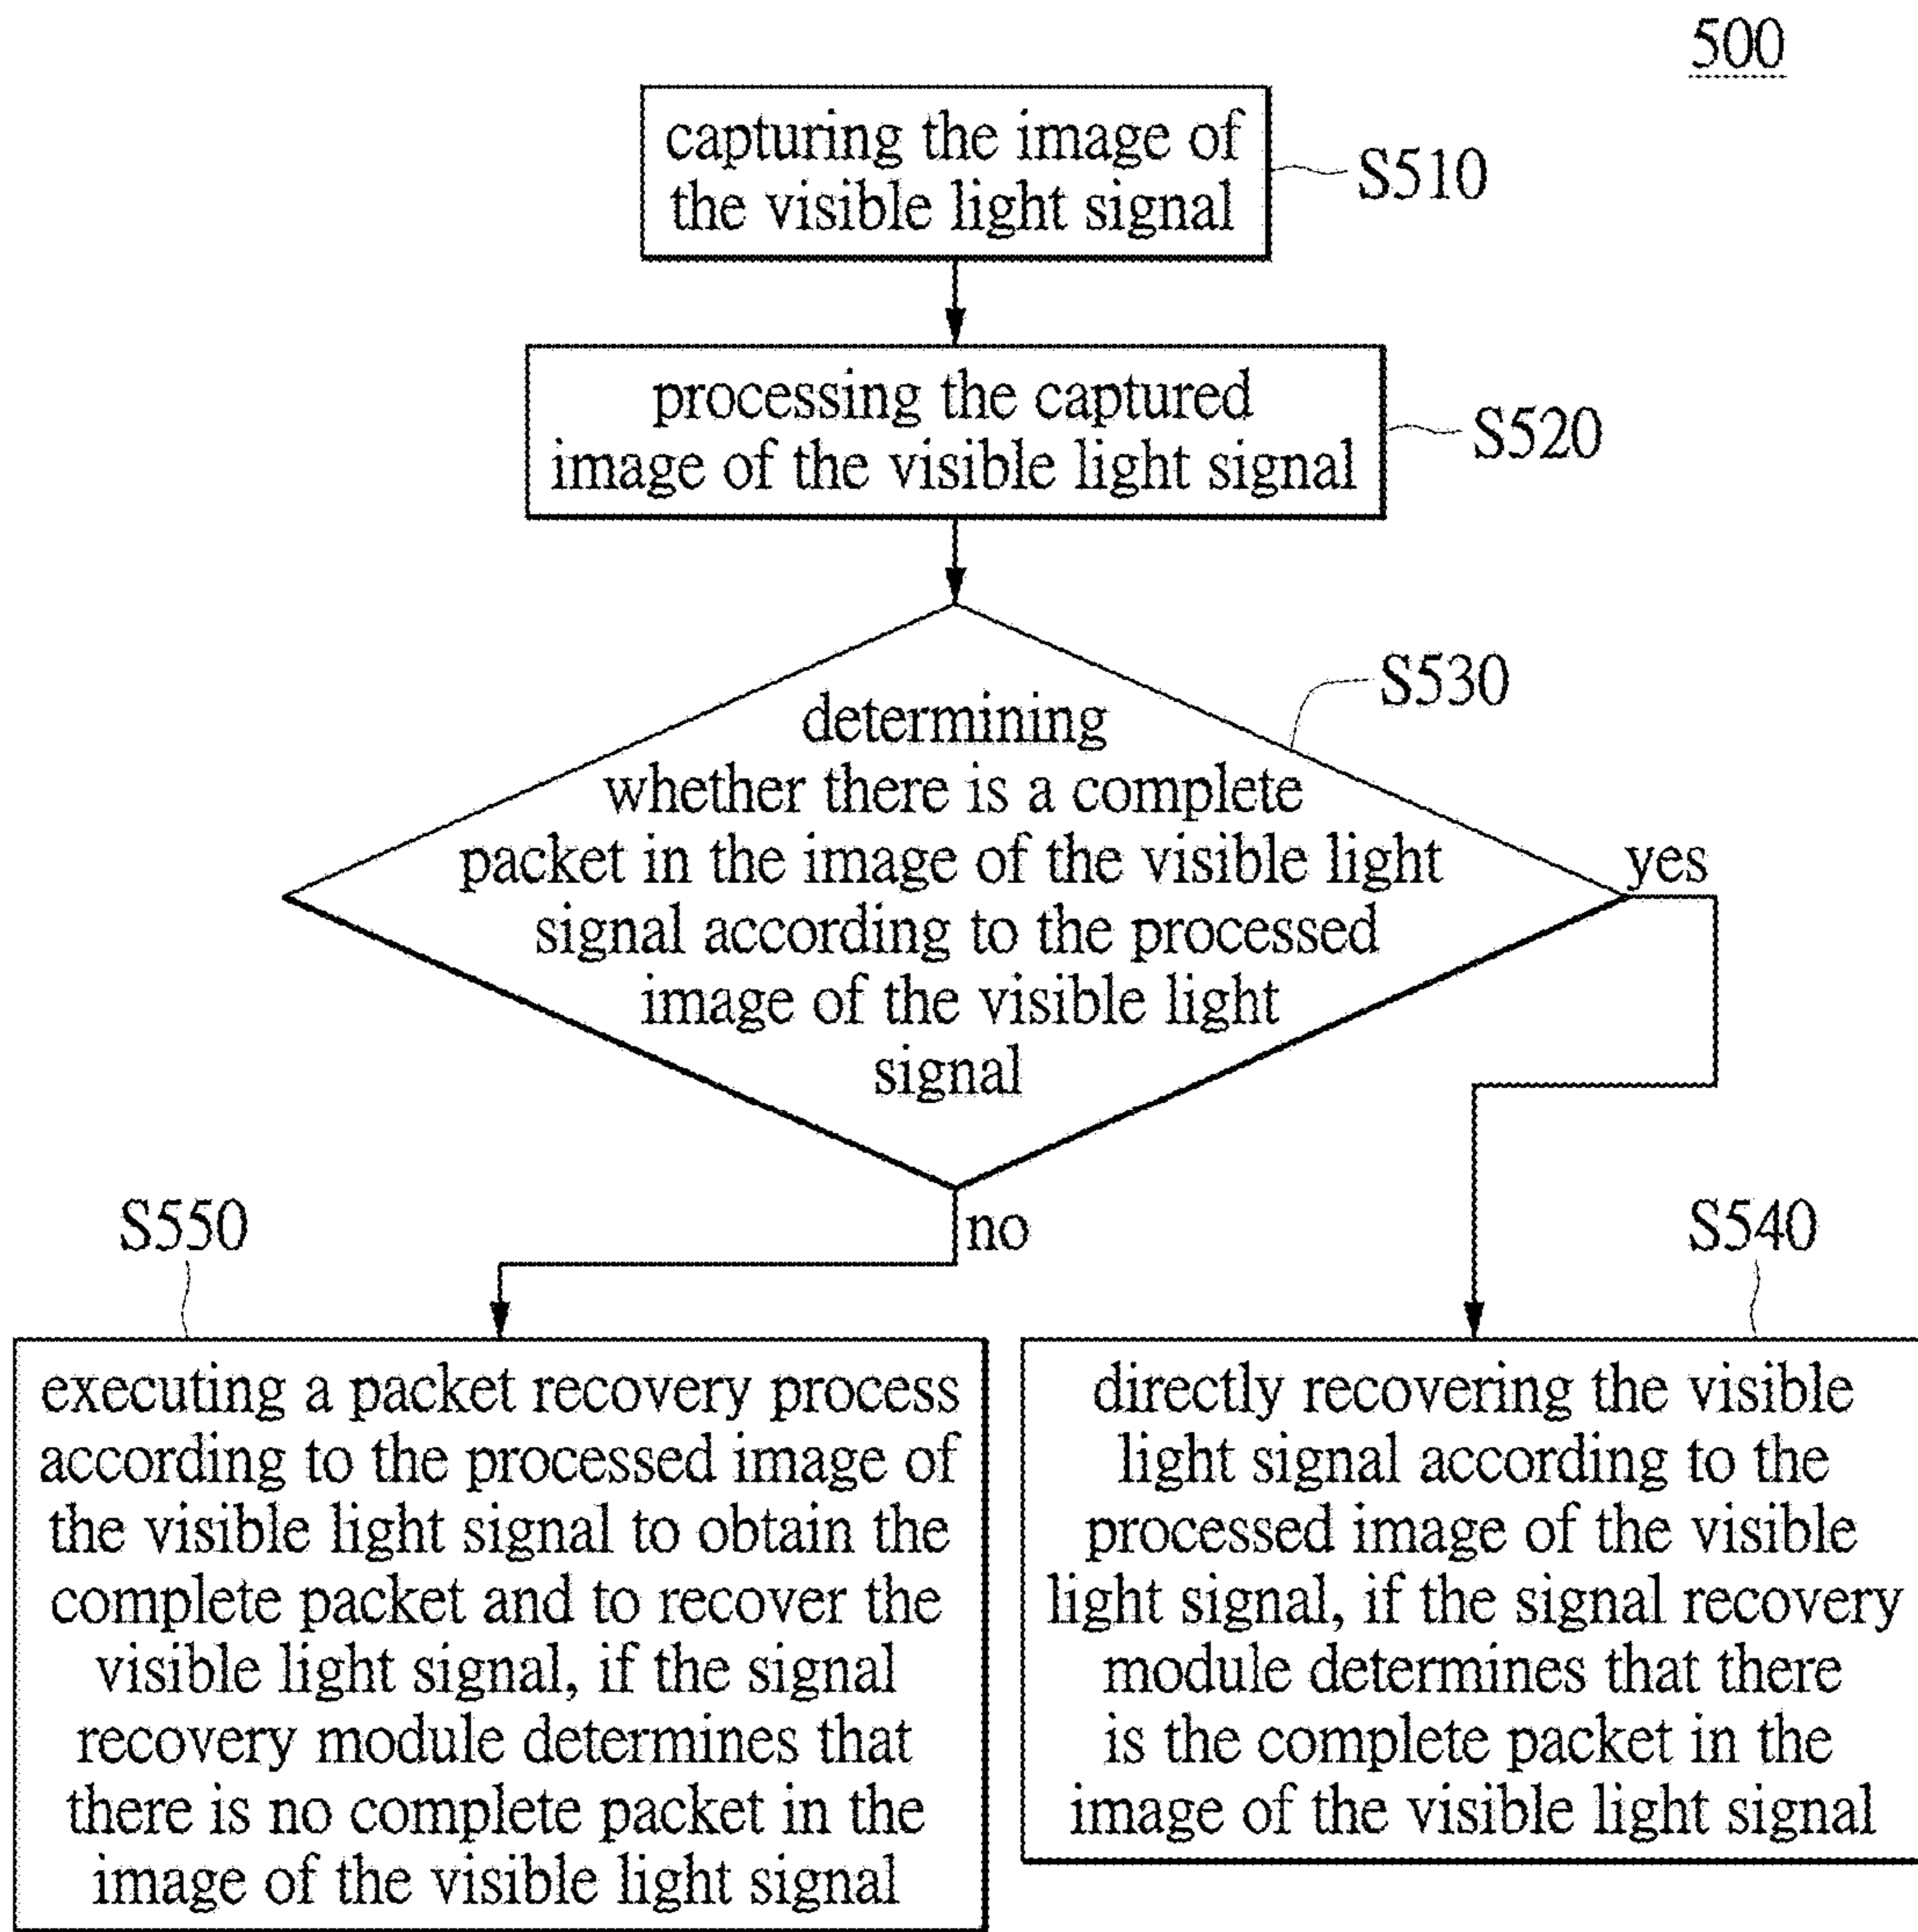 500
capturing the image of
the visible light signal
S510
processing the captured
image of the visible light signal
S520
determining
whether there is a complete
packet in the image of the visible light
signal according to the processed
image of the visible light
signal
S530
yes
no
S550
executing a packet recovery process
according to the processed image of
the visible light signal to obtain the
complete packet and to recover the
visible light signal, if the signal
recovery module determines that
there is no complete packet in the
image of the visible light signal
S540
directly recovering the visible
light signal according to the
processed image of the visible
light signal, if the signal recovery
module determines that there
is the complete packet in the
image of the visible light signal